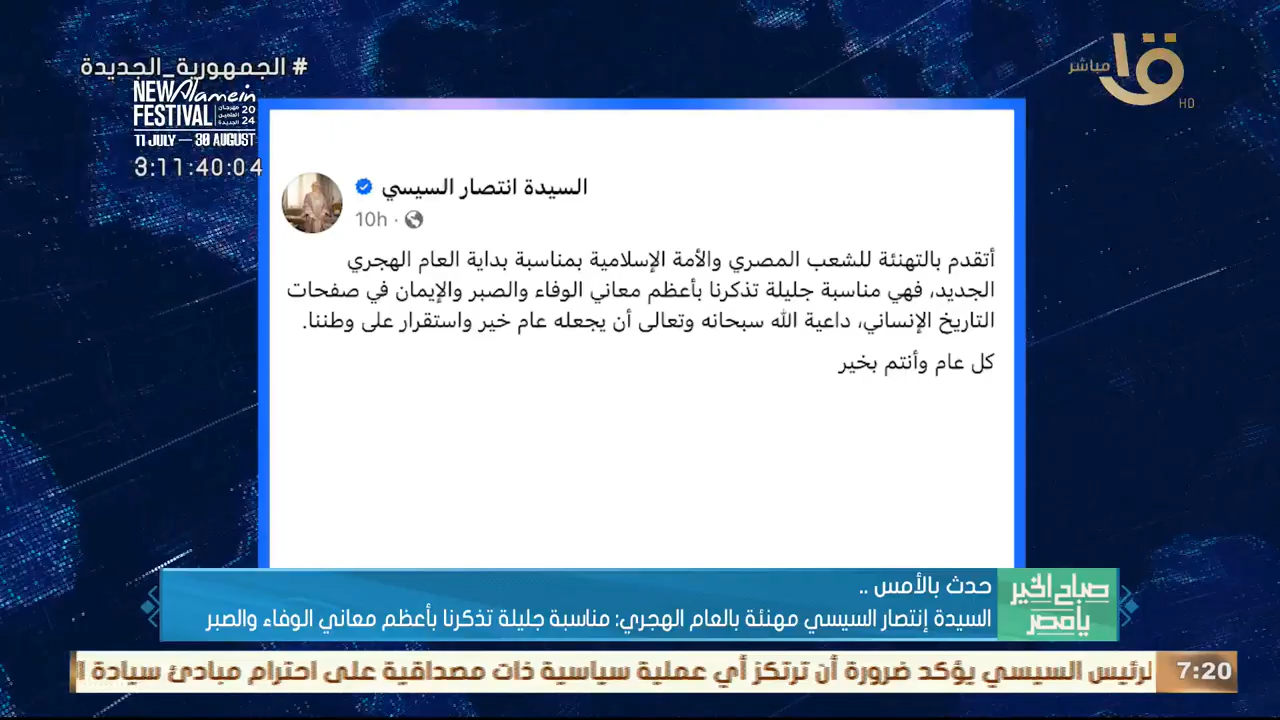 # الجمهورية_الجديدة
NEW Alamein
FESTIVAL
مهرجان
العلمين
الجديدة
20
24
11 JULY — 30 AUGUST
3:11:40:04
مباشر
HD
السيدة انتصار السيسي
10h ·
أتقدم بالتهنئة للشعب المصري والأمة الإسلامية بمناسبة بداية العام الهجري
الجديد، فهي مناسبة جليلة تذكرنا بأعظم معاني الوفاء والصبر والإيمان في صفحات
التاريخ الإنساني، داعية الله سبحانه وتعالى أن يجعله عام خير واستقرار على وطننا.
كل عام وأنتم بخير
صباح الخير
يا مصر
حدث بالأمس ..
السيدة إنتصار السيسي مهنئة بالعام الهجري: مناسبة جليلة تذكرنا بأعظم معاني الوفاء والصبر
7:20
لرئيس السيسي يؤكد ضرورة أن ترتكز أي عملية سياسية ذات مصداقية على احترام مبادئ سيادة ا